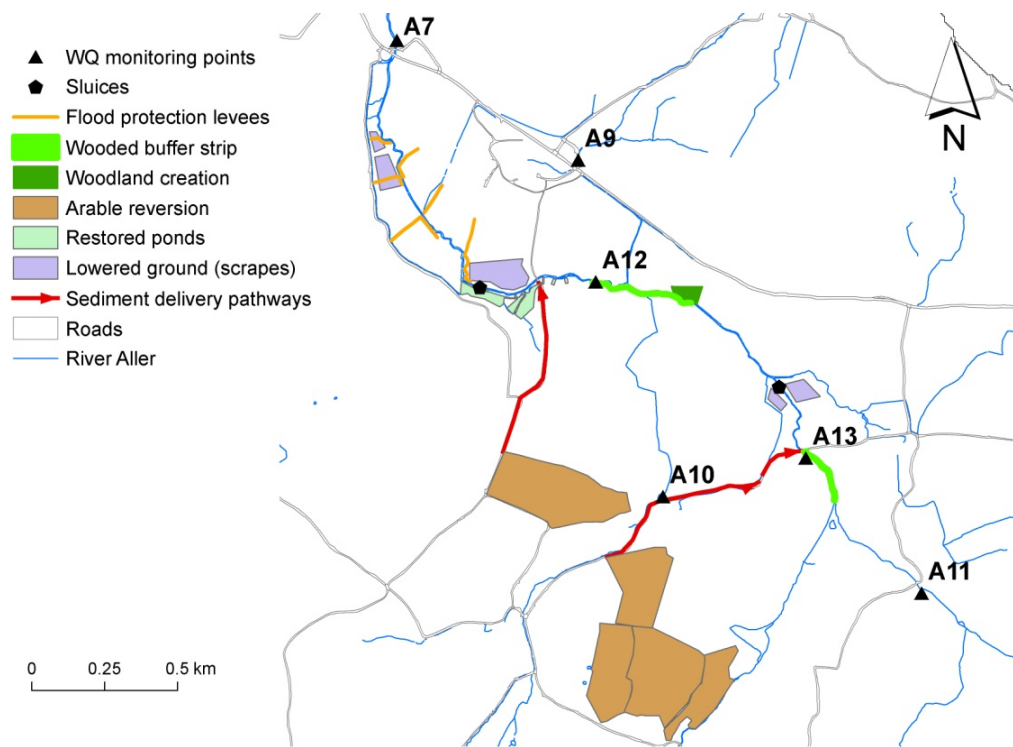 WQ monitoring points
Sluices
Flood protection levees
Wooded buffer strip
Woodland creation
Arable reversion
Restored ponds
Lowered ground (scrapes)
Sediment delivery pathways
Roads
River Aller
0 0.25 0.5 km
A7
A9
A12
A13
A10
A11
N